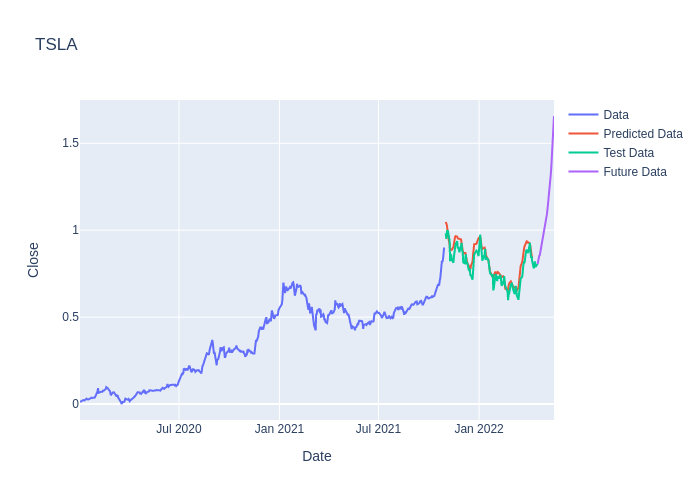 TSLA
Close
1.5
1
0.5
0
Jul 2020
Jan 2021
Jul 2021
Jan 2022
Date
Data
Predicted Data
Test Data
Future Data